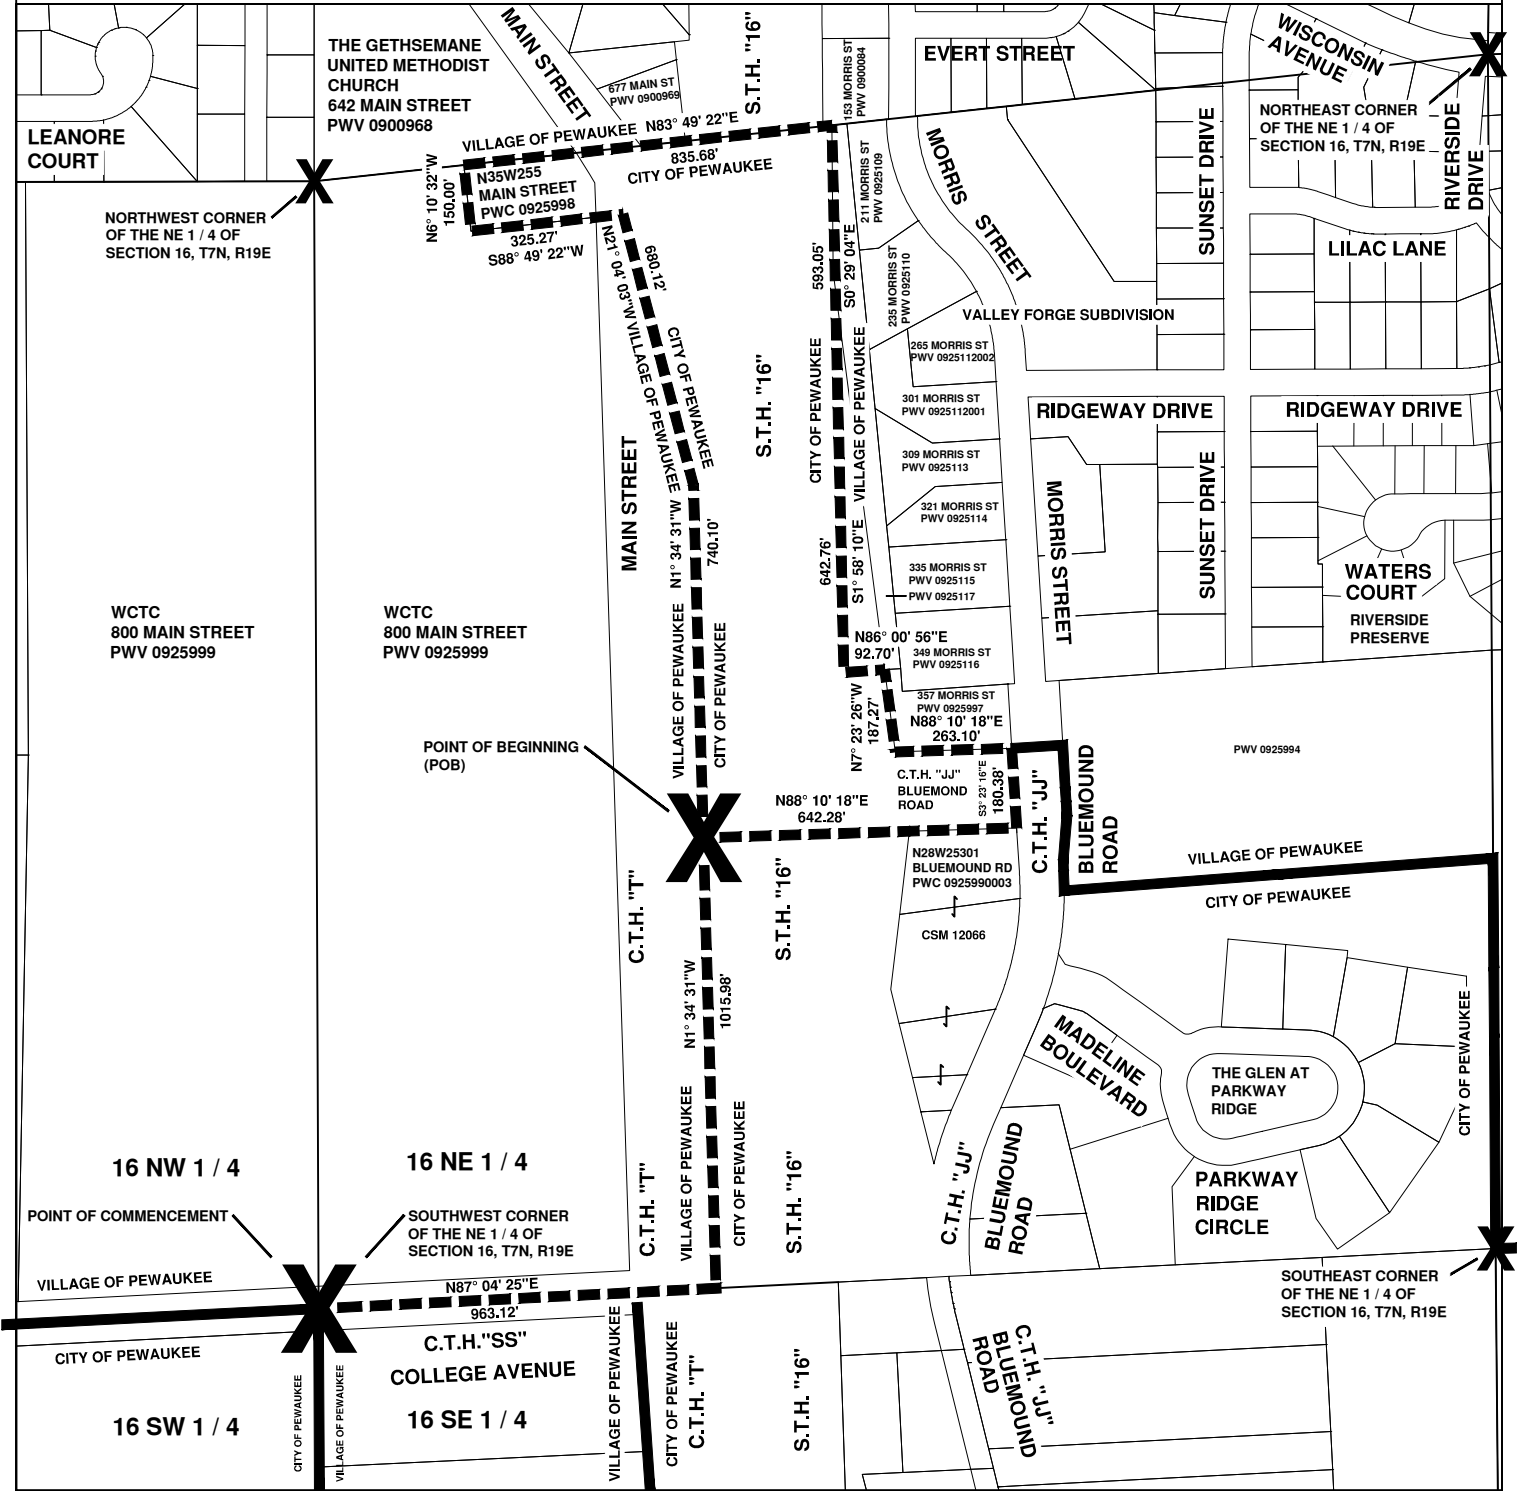 MAIN STREET
S.T.H. "16"
THE GETHSEMANE
UNITED METHODIST
CHURCH
642 MAIN STREET
PWV 0900968
677 MAIN ST
PWV 0900969
153 MORRIS ST
PWV 0900084
EVERT STREET
WISCONSIN
AVENUE
LEANORE
COURT
NORTHEAST CORNER
OF THE NE 1 / 4 OF
SECTION 16, T7N, R19E
SUNSET DRIVE
RIVERSIDE
DRIVE
VILLAGE OF PEWAUKEE N83° 49' 22"E
835.68'
CITY OF PEWAUKEE
N6° 10' 32"W
150.00'
N35W255
MAIN STREET
PWC 0925998
325.27'
S88° 49' 22"W
NORTHWEST CORNER
OF THE NE 1 / 4 OF
SECTION 16, T7N, R19E
N21° 04' 03"W VILLAGE OF PEWAUKEE
680.12'
CITY OF PEWAUKEE
593.05'
S0° 29' 04"E
211 MORRIS ST
PWV 0925109
235 MORRIS ST
PWV 0925110
MORRIS STREET
LILAC LANE
VALLEY FORGE SUBDIVISION
265 MORRIS ST
PWV 0925112002
301 MORRIS ST
PWV 0925112001
RIDGEWAY DRIVE
RIDGEWAY DRIVE
S.T.H. "16"
CITY OF PEWAUKEE
VILLAGE OF PEWAUKEE
309 MORRIS ST
PWV 0925113
MAIN STREET
321 MORRIS ST
PWV 0925114
MORRIS STREET
SUNSET DRIVE
N1° 34' 31"W
740.10'
642.76'
S1° 58' 10"E
335 MORRIS ST
PWV 0925115
PWV 0925117
WATERS
COURT
RIVERSIDE
PRESERVE
WCTC
800 MAIN STREET
PWV 0925999
WCTC
800 MAIN STREET
PWV 0925999
VILLAGE OF PEWAUKEE
CITY OF PEWAUKEE
N86° 00' 56"E
92.70'
349 MORRIS ST
PWV 0925116
357 MORRIS ST
PWV 0925997
N7° 23' 26"W
187.27'
N88° 10' 18"E
263.10'
POINT OF BEGINNING
(POB)
PWV 0925994
C.T.H. "JJ"
BLUEMOND
ROAD
S3° 23' 16"E
180.38'
C.T.H. "JJ"
BLUEMOUND
ROAD
N88° 10' 18"E
642.28'
N28W25301
BLUEMOUND RD
PWC 0925990003
VILLAGE OF PEWAUKEE
CITY OF PEWAUKEE
C.T.H. "T"
S.T.H. "16"
CSM 12066
N1° 34' 31"W
1015.98'
MADELINE
BOULEVARD
THE GLEN AT
PARKWAY
RIDGE
CITY OF PEWAUKEE
VILLAGE OF PEWAUKEE
CITY OF PEWAUKEE
16 NW 1 / 4
16 NE 1 / 4
C.T.H. "T"
S.T.H. "16"
C.T.H. "JJ"
BLUEMOUND
ROAD
PARKWAY
RIDGE
CIRCLE
POINT OF COMMENCEMENT
SOUTHWEST CORNER
OF THE NE 1 / 4 OF
SECTION 16, T7N, R19E
VILLAGE OF PEWAUKEE
CITY OF PEWAUKEE
N87° 04' 25"E
963.12'
SOUTHEAST CORNER
OF THE NE 1 / 4 OF
SECTION 16, T7N, R19E
C.T.H."SS"
COLLEGE AVENUE
16 SW 1 / 4
CITY OF PEWAUKEE
VILLAGE OF PEWAUKEE
16 SE 1 / 4
VILLAGE OF PEWAUKEE
CITY OF PEWAUKEE
C.T.H. "T"
S.T.H. "16"
C.T.H. "JJ"
BLUEMOUND
ROAD